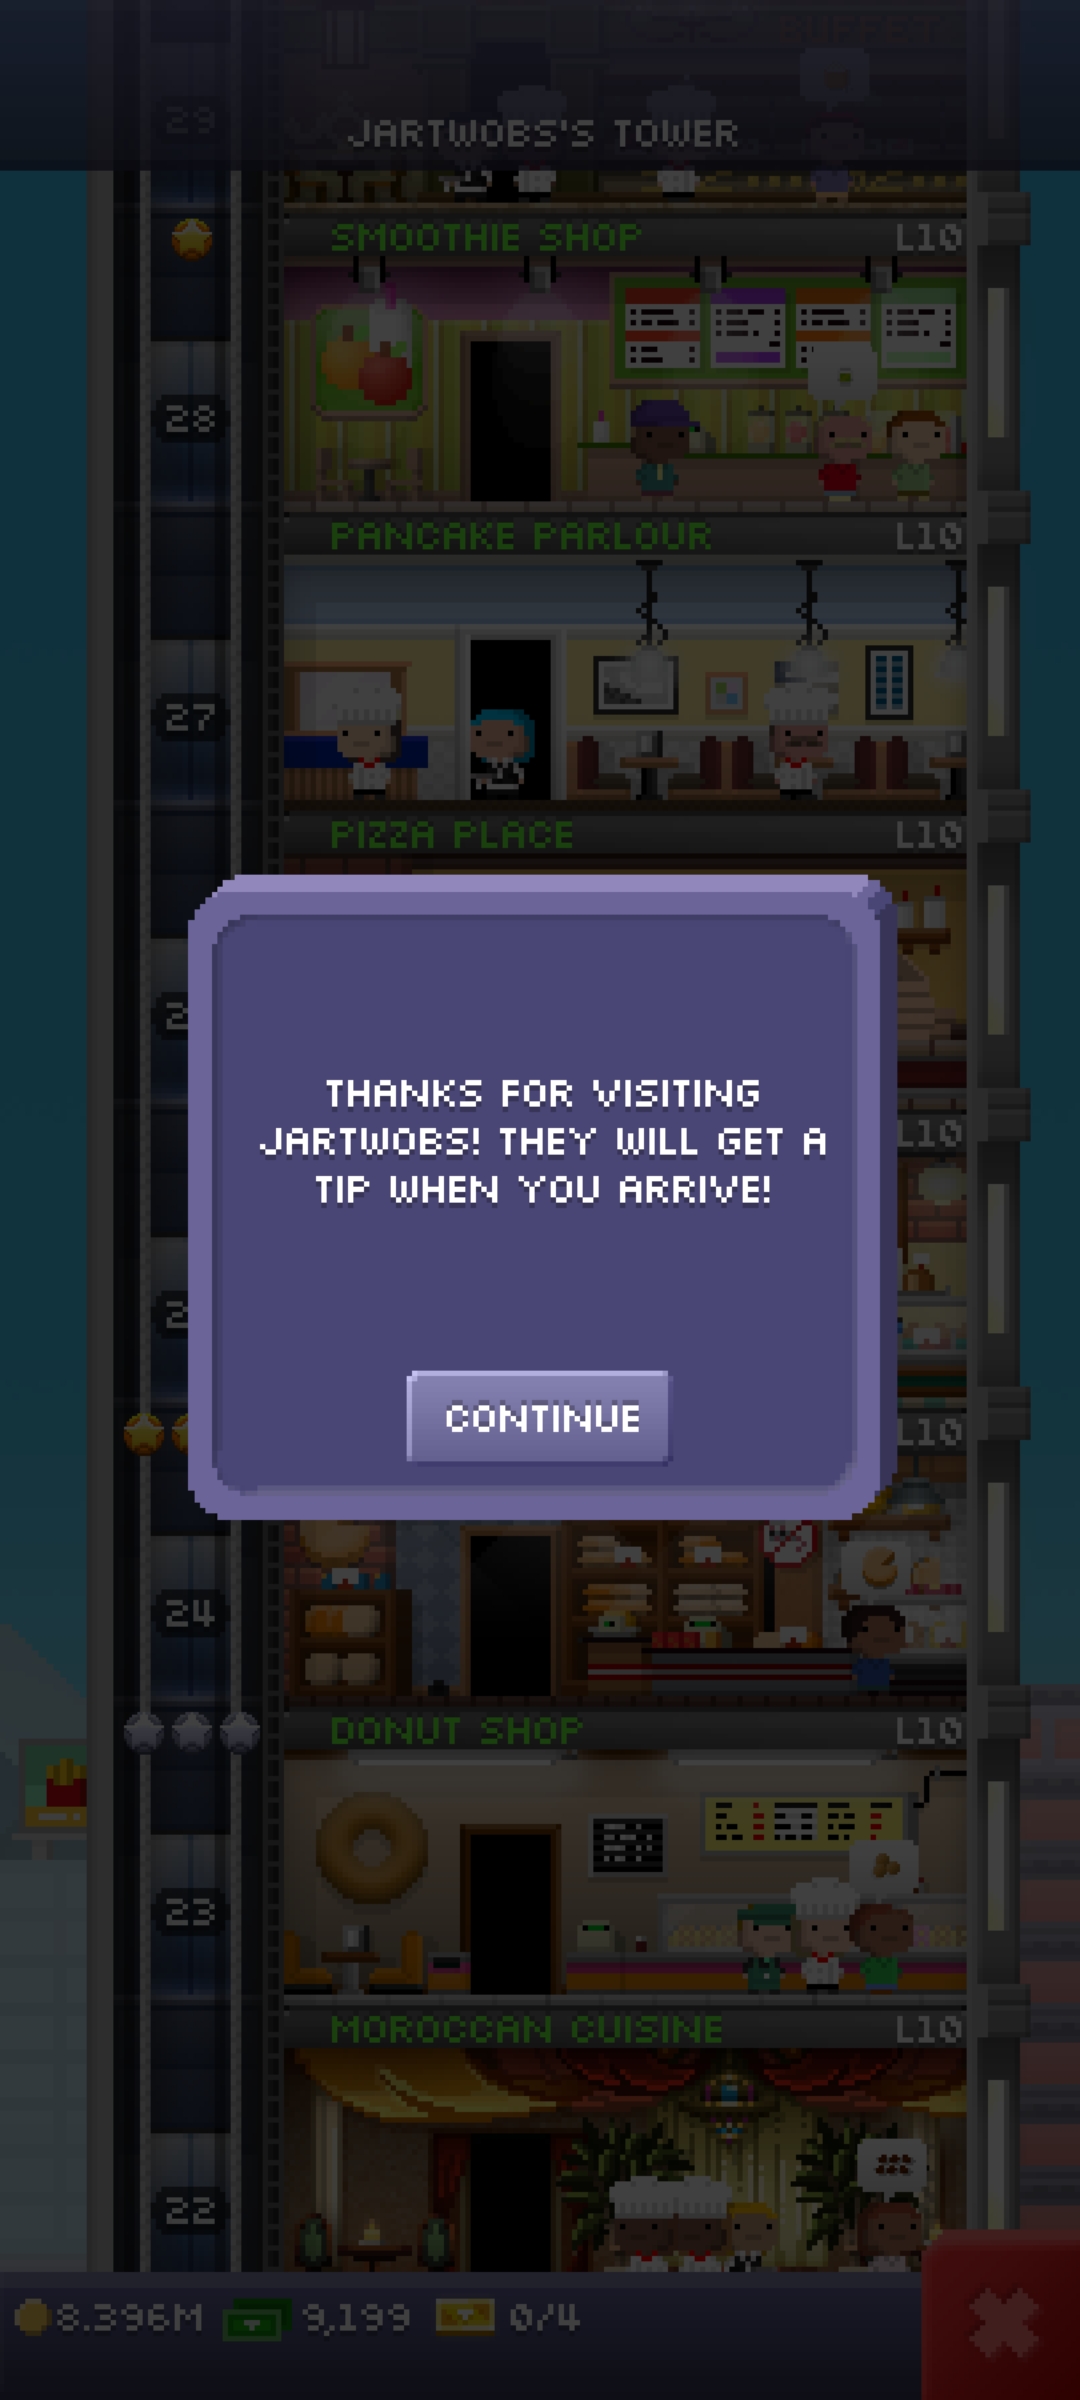 BUFFET
29
JARTWOBS'S TOWER
SMOOTHIE SHOP L10
28
PANCAKE PARLOUR L10
27
PIZZA PLACE L10
THANKS FOR VISITING
JARTWOBS! THEY WILL GET A
TIP WHEN YOU ARRIVE!
L10
CONTINUE
L10
24
DONUT SHOP L10
23
MOROCCAN CUISINE L10
22
8.396M 9,199 0/4